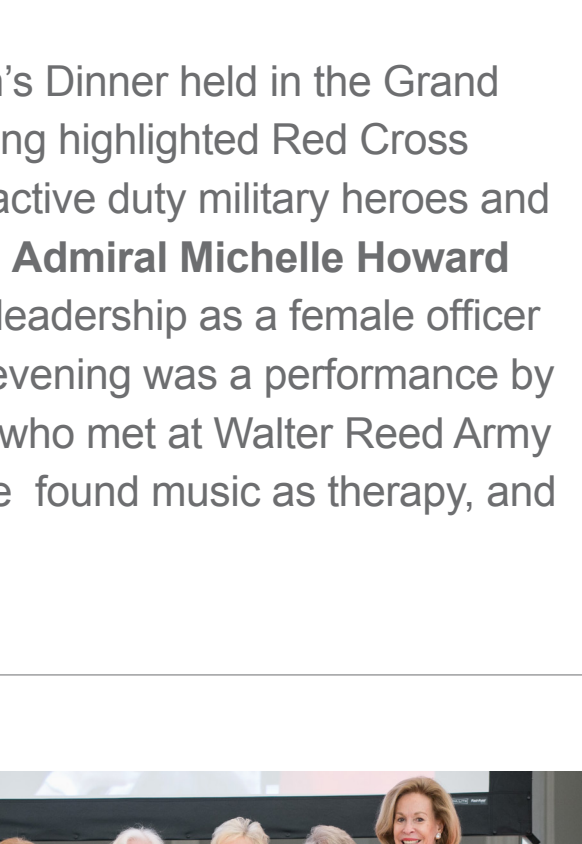 ’s Dinner held in the Grand
ng highlighted Red Cross
active duty military heroes and
Admiral Michelle Howard
leadership as a female officer
evening was a performance by
who met at Walter Reed Army
e  found music as therapy, and